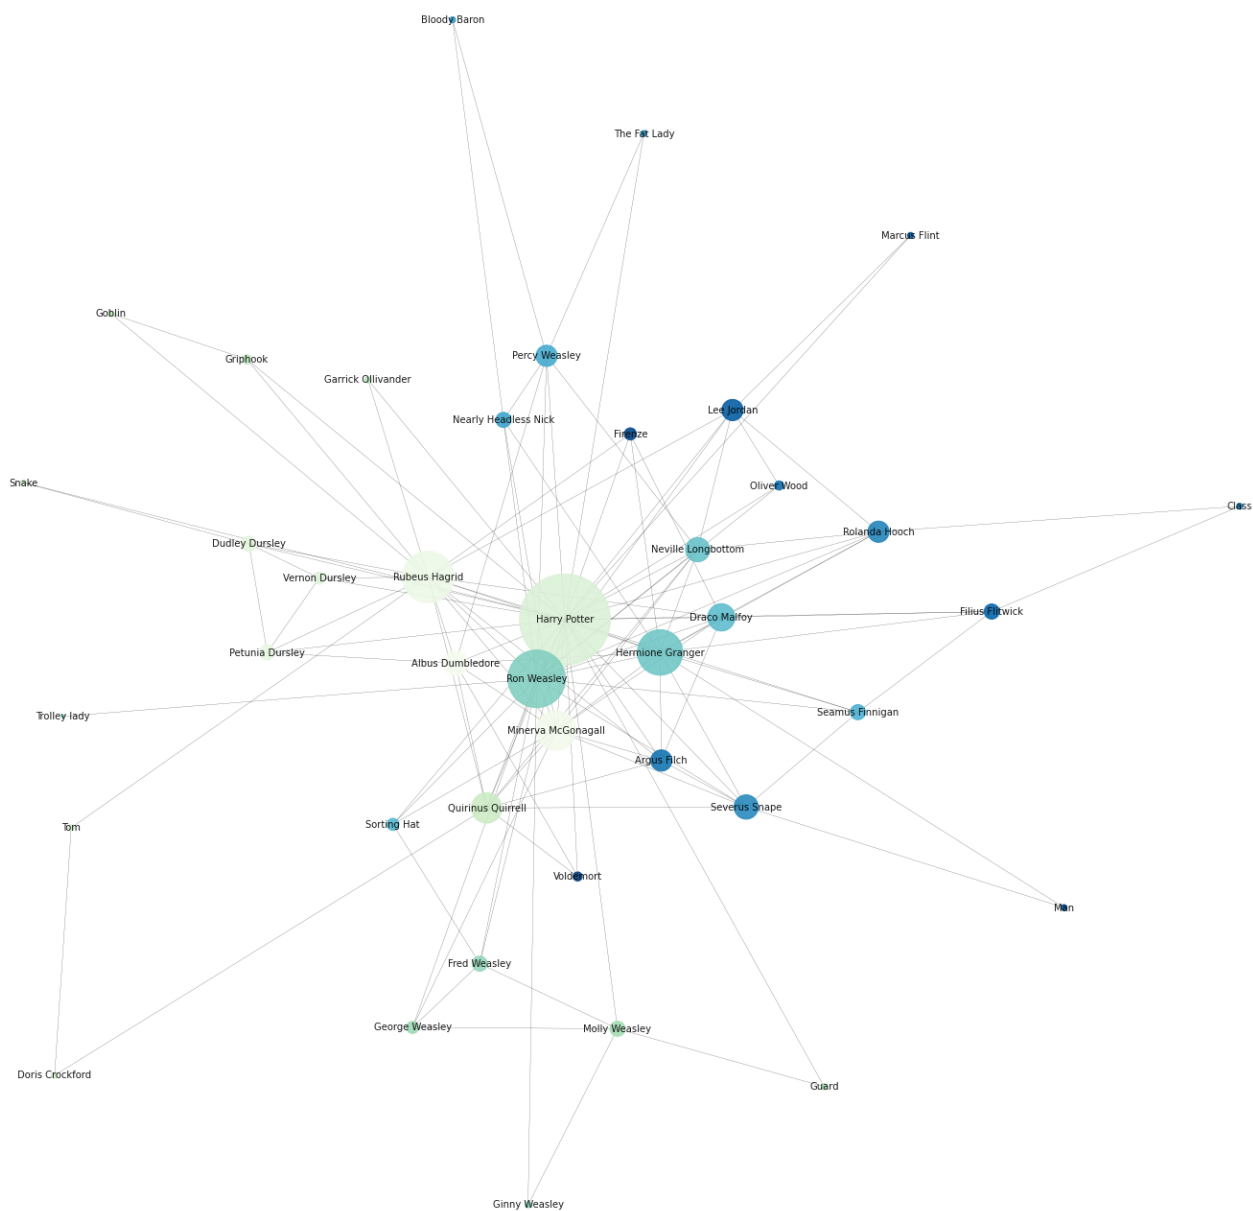 Bloody Baron
The Fat Lady
Marcus Flint
Goblin
Percy Weasley
Griphook
Garrick Ollivander
Lee Jordan
Nearly Headless Nick
Firenze
Snake
Oliver Wood
Class
Rolanda Hooch
Dudley Dursley
Neville Longbottom
Vernon Dursley
Rubeus Hagrid
Filius Flitwick
Harry Potter
Draco Malfoy
Petunia Dursley
Hermione Granger
Albus Dumbledore
Ron Weasley
Trolley lady
Seamus Finnigan
Minerva McGonagall
Argus Filch
Quirinus Quirrell
Severus Snape
Sorting Hat
Tom
Voldemort
Man
Fred Weasley
George Weasley
Molly Weasley
Doris Crockford
Guard
Ginny Weasley